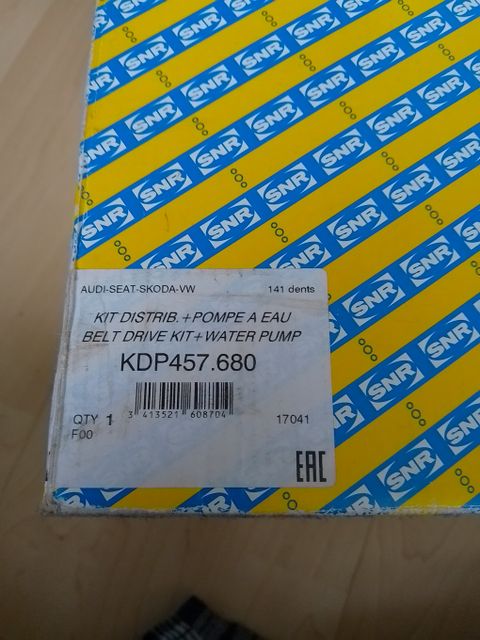 SNR
AUDI-SEAT-SKODA-VW 141 dents
KIT DISTRIB.+POMPE A EAU
BELT DRIVE KIT+WATER PUMP
KDP457.680
3 413521 608704
QTY 1 17041
F00
EAC